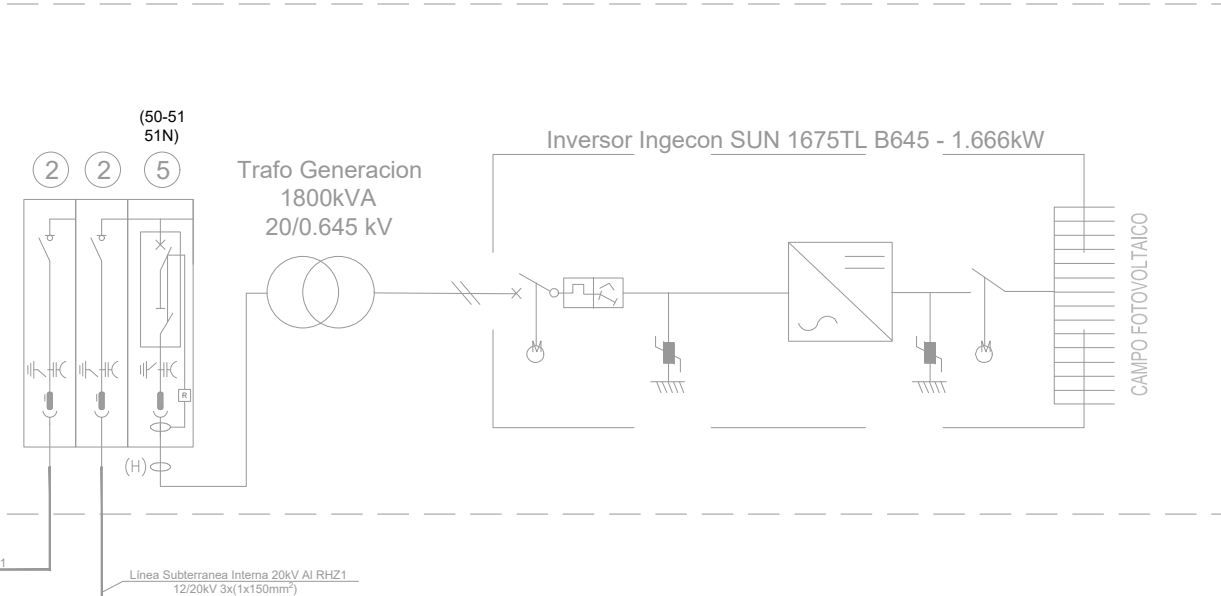 (50-51
51N)
2
2
5
Trafo Generacion
1800kVA
20/0.645 kV
Inversor Ingecon SUN 1675TL B645 - 1.666kW
M
M
CAMPO FOTOVOLTAICO
R
(H)
1
Línea Subterranea Interna 20kV Al RHZ1
12/20kV 3x(1x150mm²)